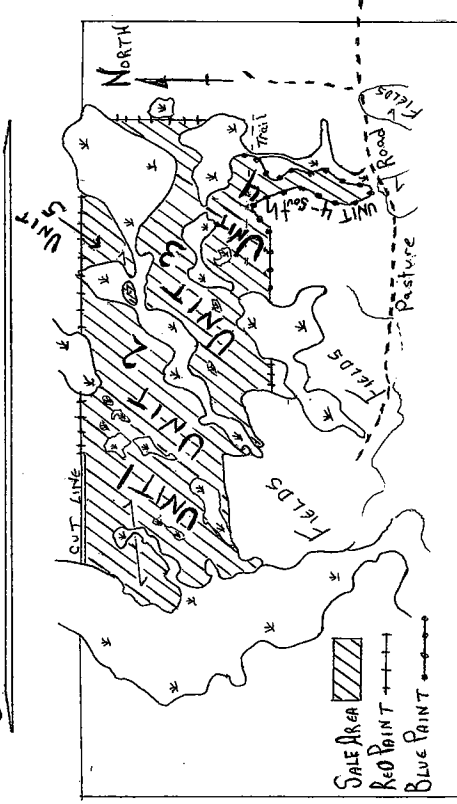 NORTH
CUT LINE
UNIT 1
UNIT 2
UNIT 3
UNIT 4
UNIT 5
UNIT 4-South
Trail
FIELDS
FIELDS
FIELDS
Pasture Road
SALE AREA
RED PAINT
BLUE PAINT